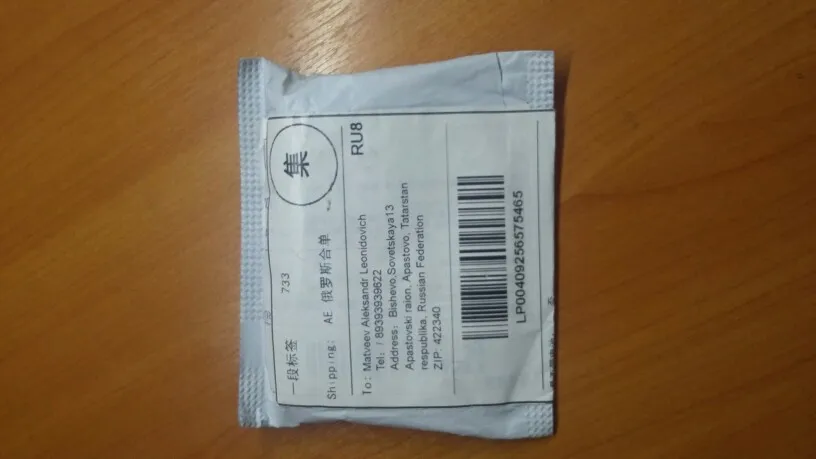 一段标签 733
集
Shipping: AE 俄罗斯合单
RU8
To: Matveev Aleksandr Leonidovich
Tel: / 89393939622
Address: Bishevo,Sovetskaya13
Apastovski raion, Apastovo, Tatarstan
respublika, Russian Federation
ZIP: 422340
LP00409256575465